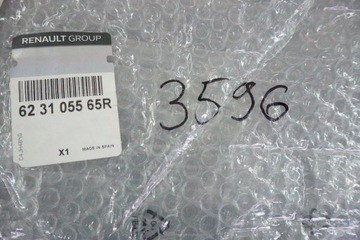 RENAULT GROUP
62 31 055 65R
X1
MADE IN SPAIN
3596